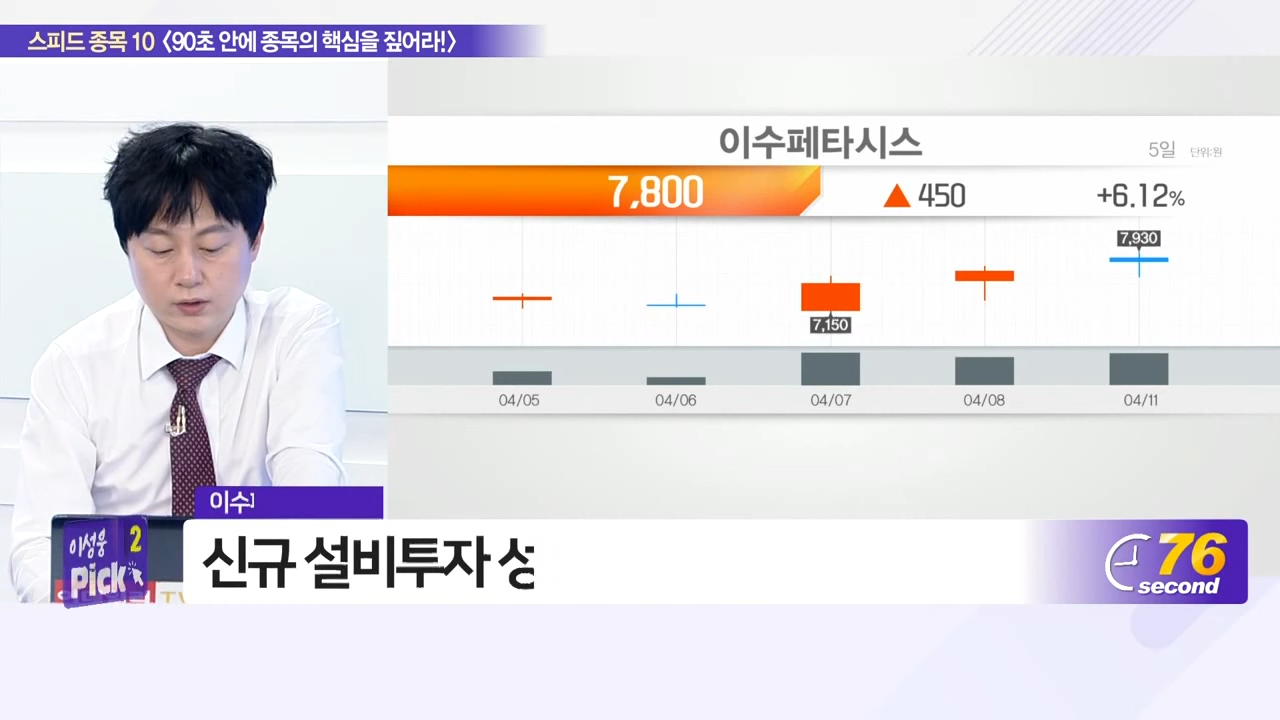 스피드 종목 10 〈90초 안에 종목의 핵심을 짚어라!〉
이수페타시스
5일 단위:원
7,800 ▲ 450 +6.12%
7,930
7,150
04/05 04/06 04/07 04/08 04/11
이수
이성웅 2
Pick
신규 설비투자
76
second
TV